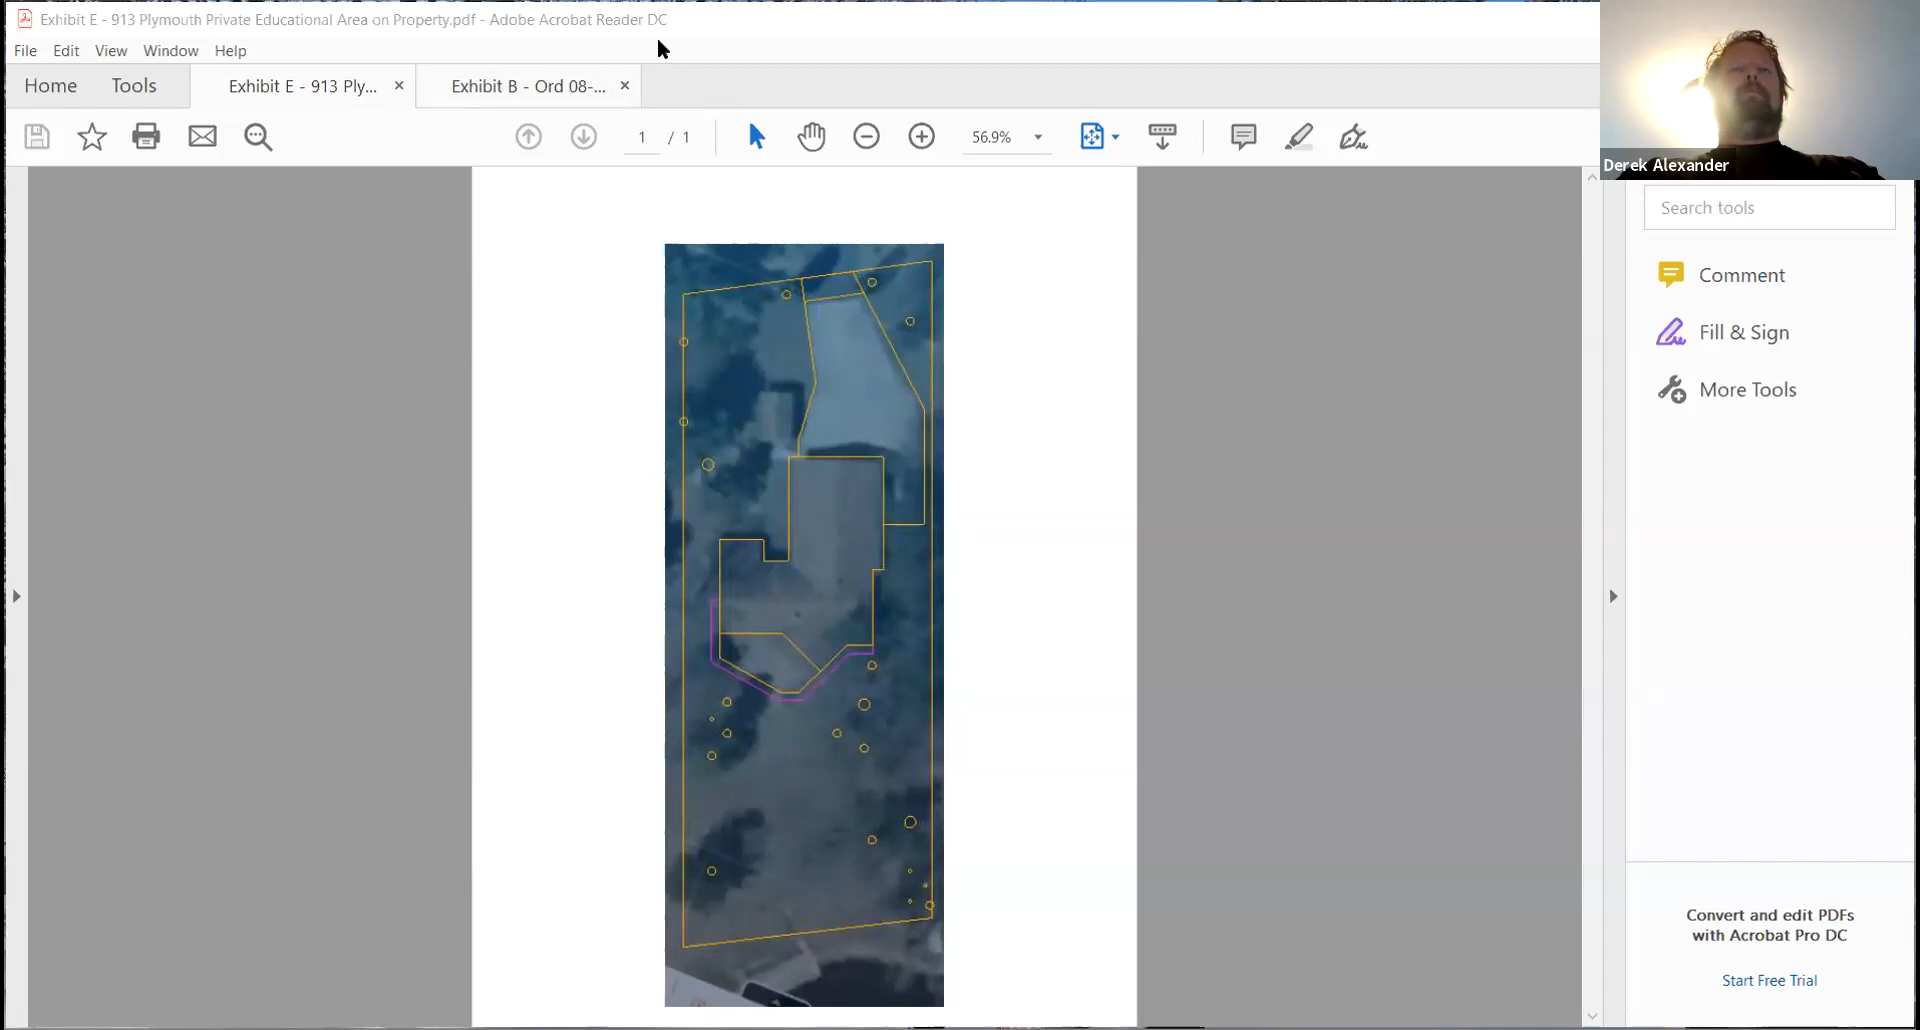 Exhibit E - 913 Plymouth Private Educational Area on Property.pdf - Adobe Acrobat Reader DC
File Edit View Window Help
Home Tools Exhibit E - 913 Ply... × Exhibit B - Ord 08-... ×
1 / 1 56.9%
Derek Alexander
Search tools
Comment
Fill & Sign
More Tools
Convert and edit PDFs
with Acrobat Pro DC
Start Free Trial